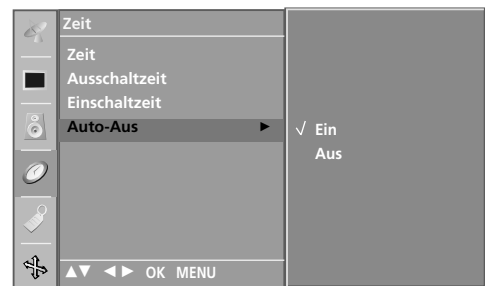 Zeit
Zeit
Ausschaltzeit
Einschaltzeit
Auto-Aus ►
√ Ein
Aus
▲▼ ◄► OK MENU